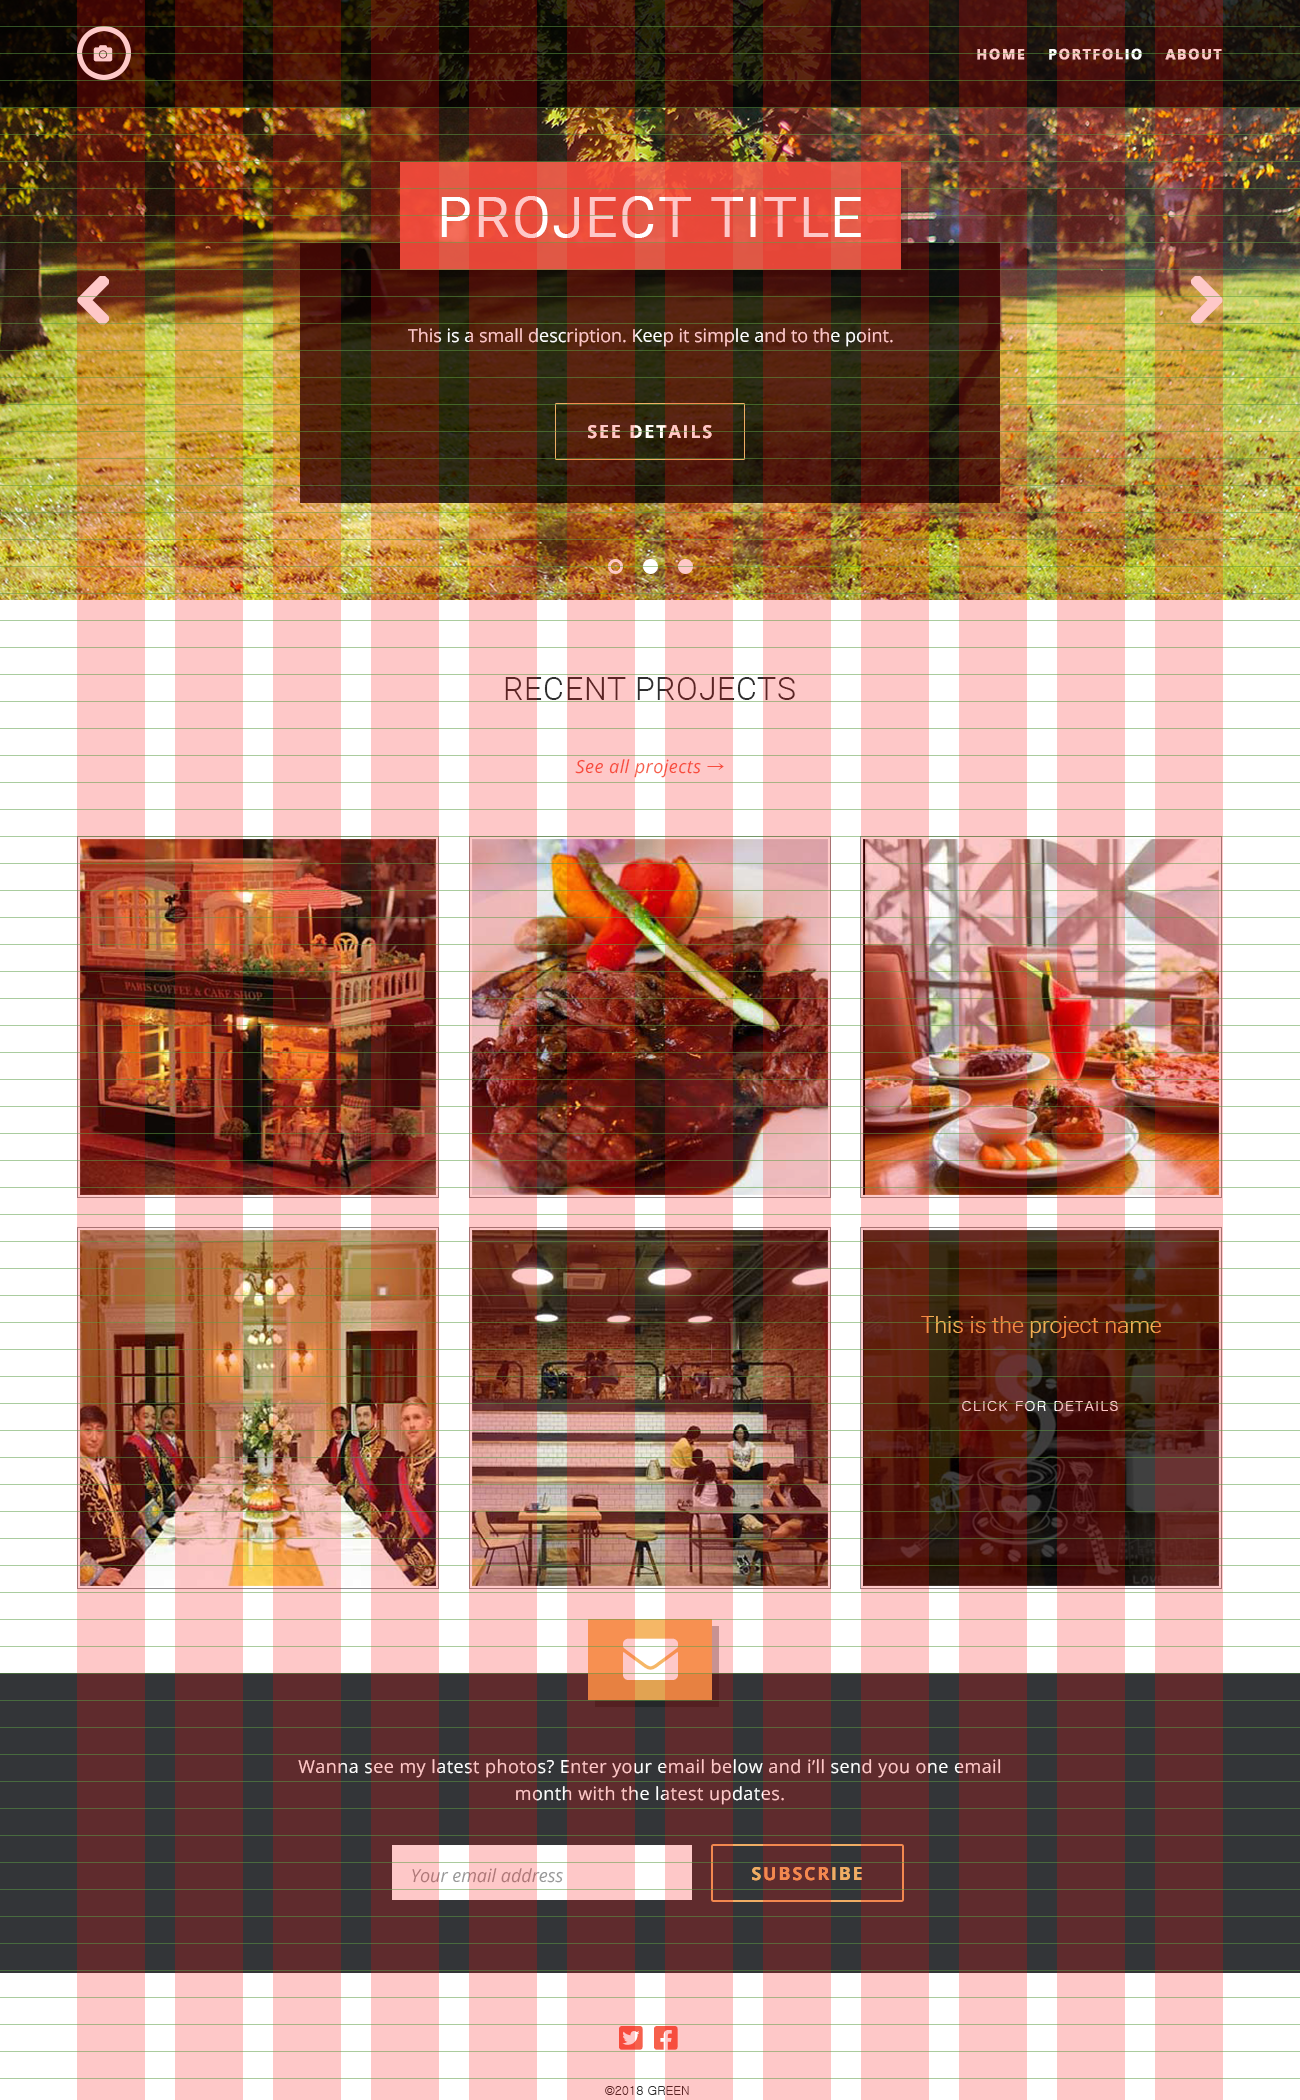 HOME PORTFOLIO ABOUT
PROJECT TITLE
This is a small description. Keep it simple and to the point.
SEE DETAILS
RECENT PROJECTS
See all projects →
PARIS COFFEE & CAKE SHOP
This is the project name
CLICK FOR DETAILS
Wanna see my latest photos? Enter your email below and i’ll send you one email
month with the latest updates.
Your email address
SUBSCRIBE
©2018 GREEN